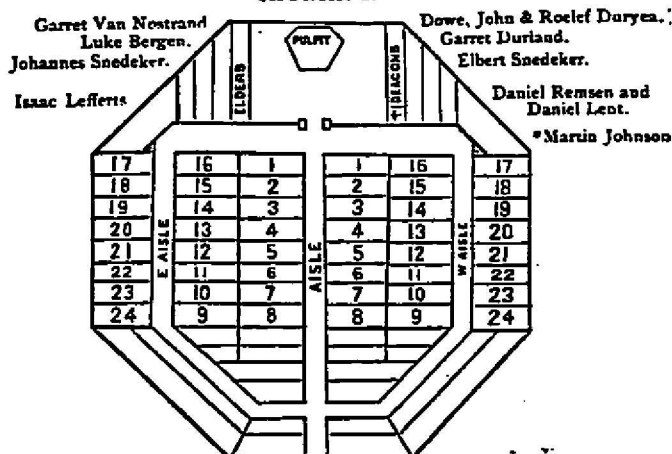 Garret Van Nostrand
Luke Bergen.
Johannes Snedeker.
Isaac Lefferts
Dowe, John & Roelef Duryea.
Garret Durland.
Elbert Snedeker.
Daniel Remsen and
Daniel Lent.
*Martin Johnson
PULPIT
ELDERS
DEACONS
17 16 1 1 16 17
18 15 2 2 15 18
19 14 3 3 14 19
20 13 4 4 13 20
21 12 5 5 12 21
22 11 6 6 11 22
23 10 7 7 10 23
24 9 8 8 9 24
E AISLE
AISLE
W AISLE